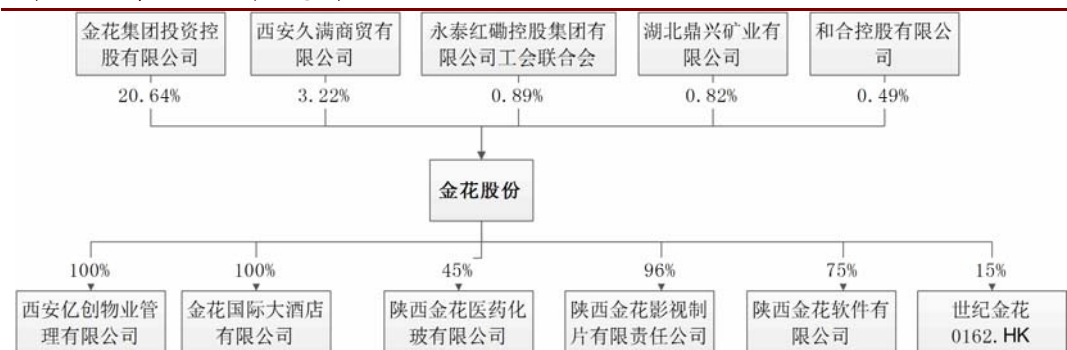 金花集团投资控
股有限公司
西安久满商贸有
限公司
永泰红磡控股集团有
限公司工会联合会
湖北鼎兴矿业有
限公司
和合控股有限公
司
20.64%
3.22%
0.89%
0.82%
0.49%
金花股份
100%
100%
45%
96%
75%
15%
西安亿创物业管
理有限公司
金花国际大酒店
有限公司
陕西金花医药化
玻有限公司
陕西金花影视制
片有限责任公司
陕西金花软件有
限公司
世纪金花
0162.HK